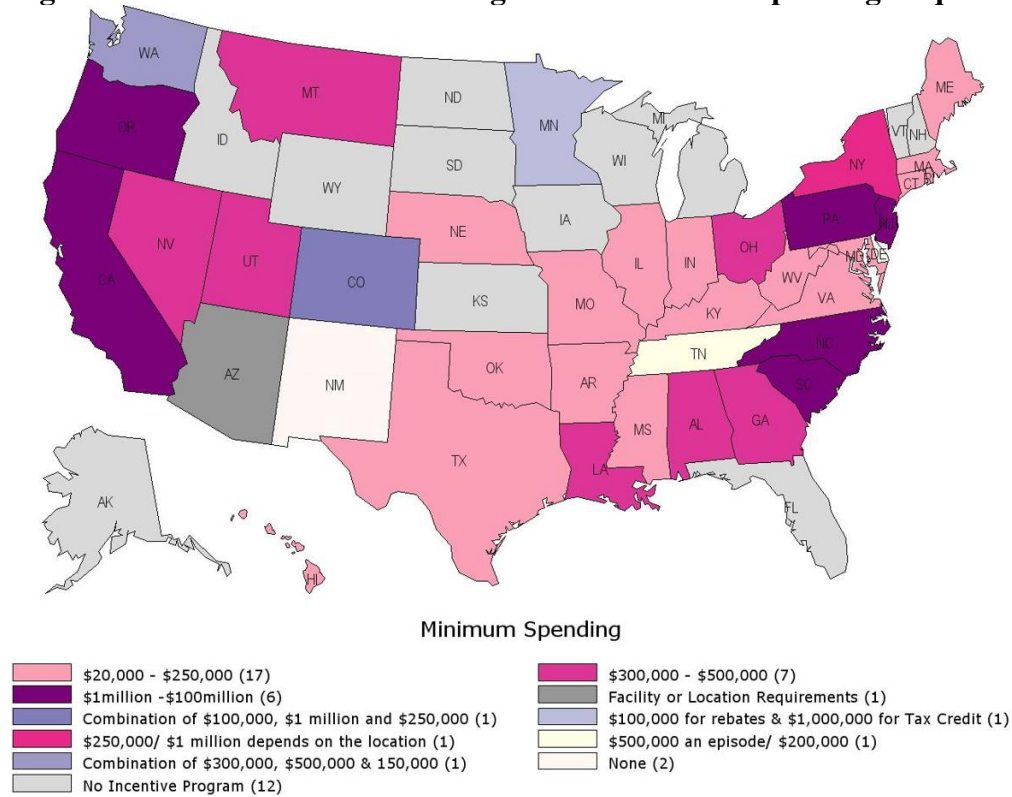 WA
MT
ND
MN
ME
OR
ID
SD
WI
MI
VT
NH
NY
MA
CT
RI
WY
IA
NE
PA
NJ
NV
UT
CO
IL
IN
OH
MD
DE
WV
VA
CA
KS
MO
KY
AZ
NM
OK
AR
TN
NC
SC
TX
MS
AL
GA
LA
FL
AK
HI
Minimum Spending
$20,000 - $250,000 (17)
$1million -$100million (6)
Combination of $100,000, $1 million and $250,000 (1)
$250,000/ $1 million depends on the location (1)
Combination of $300,000, $500,000 & 150,000 (1)
No Incentive Program (12)
$300,000 - $500,000 (7)
Facility or Location Requirements (1)
$100,000 for rebates & $1,000,000 for Tax Credit (1)
$500,000 an episode/ $200,000 (1)
None (2)